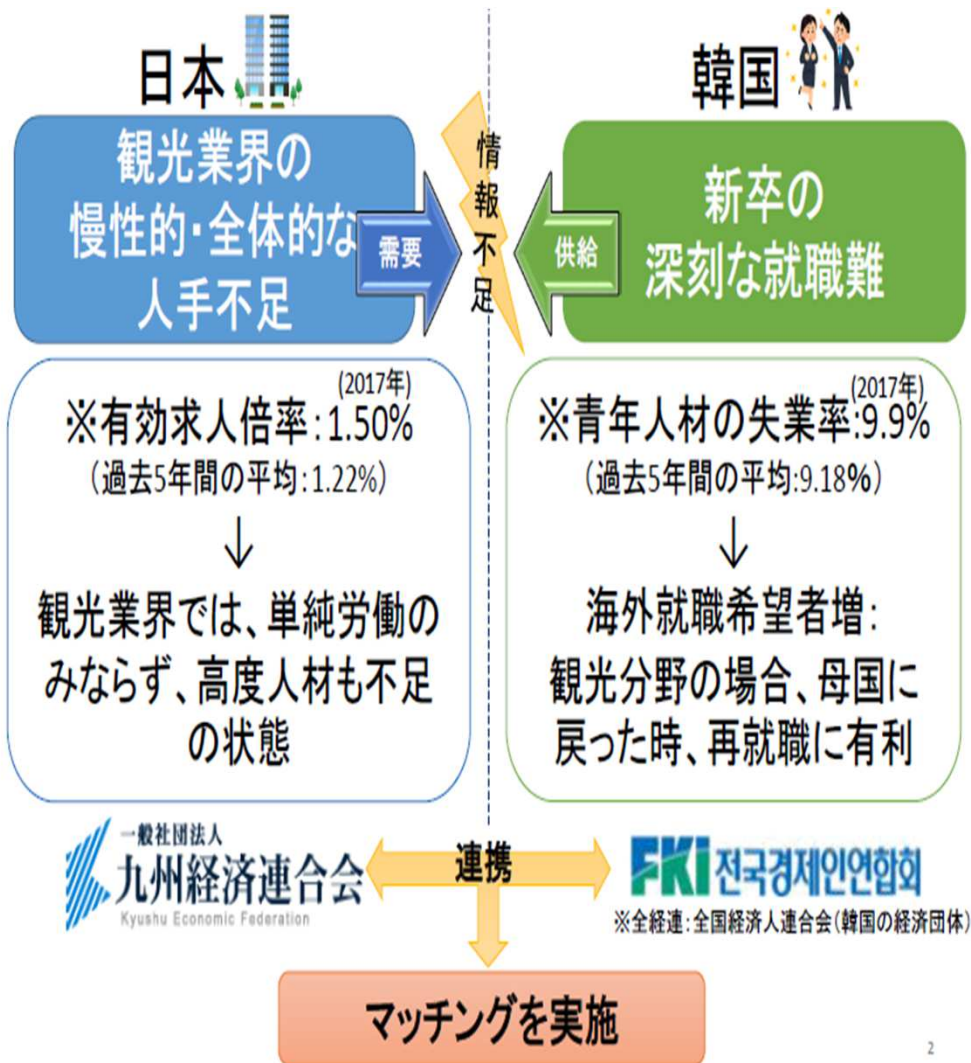 日本
韓国
観光業界の
慢性的・全体的な
人手不足
需要
情報不足
供給
新卒の
深刻な就職難
(2017年)
※有効求人倍率:1.50%
(過去5年間の平均:1.22%)
↓
観光業界では、単純労働の
みならず、高度人材も不足
の状態
(2017年)
※青年人材の失業率:9.9%
(過去5年間の平均:9.18%)
↓
海外就職希望者増:
観光分野の場合、母国に
戻った時、再就職に有利
一般社団法人
九州経済連合会
Kyushu Economic Federation
連携
FKI 전국경제인연합회
※全経連:全国経済人連合会(韓国の経済団体)
マッチングを実施
2